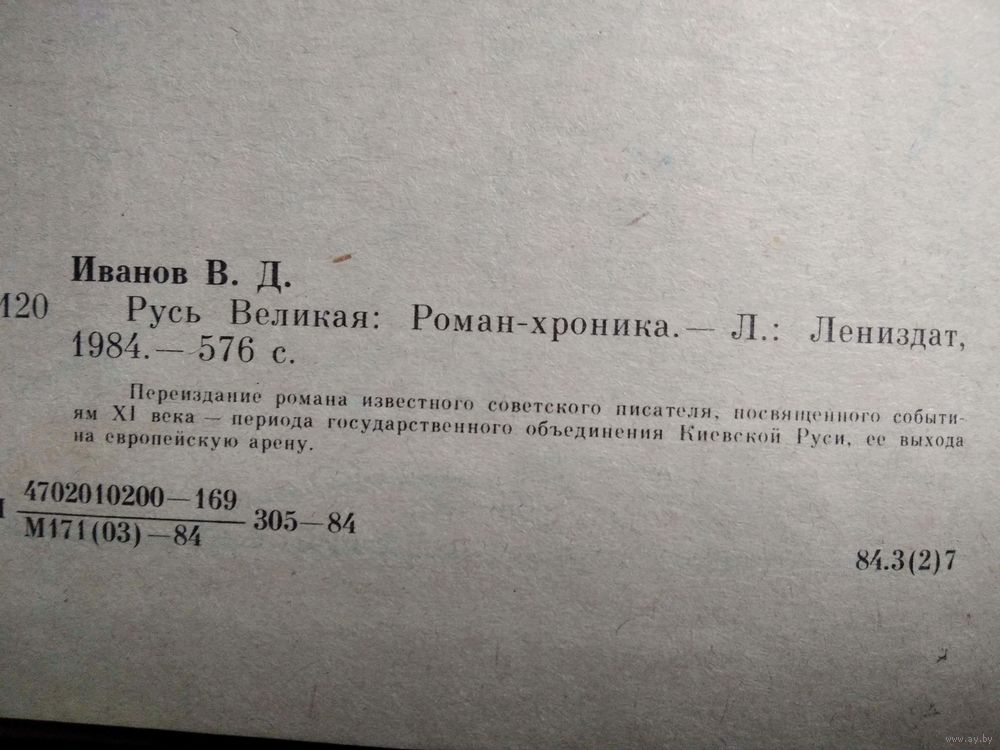 Иванов В. Д.
И20 Русь Великая: Роман-хроника.— Л.: Лениздат,
1984.—576 с.
Переиздание романа известного советского писателя, посвященного событи-
ям XI века — периода государственного объединения Киевской Руси, ее выхода
на европейскую арену.
4702010200—169
М171(03)—84
305—84
84.3(2)7
www.ay.by